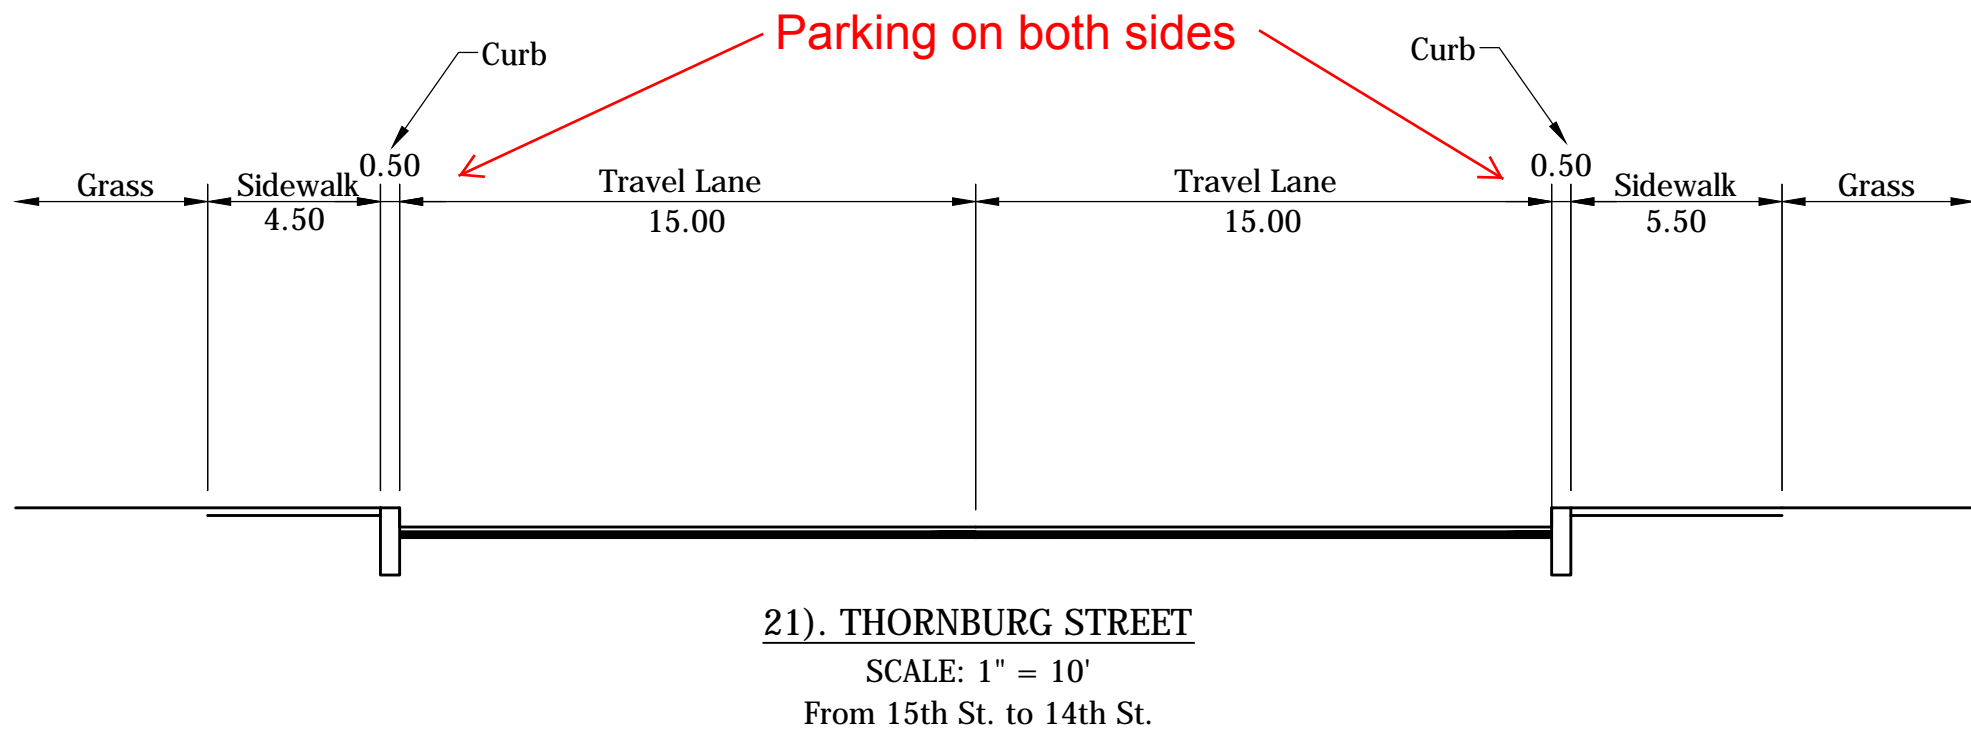 Parking on both sides
Curb
Curb
0.50
0.50
Grass
Sidewalk
Travel Lane
Travel Lane
Sidewalk
Grass
4.50
15.00
15.00
5.50
21). THORNBURG STREET
SCALE: 1" = 10'
From 15th St. to 14th St.